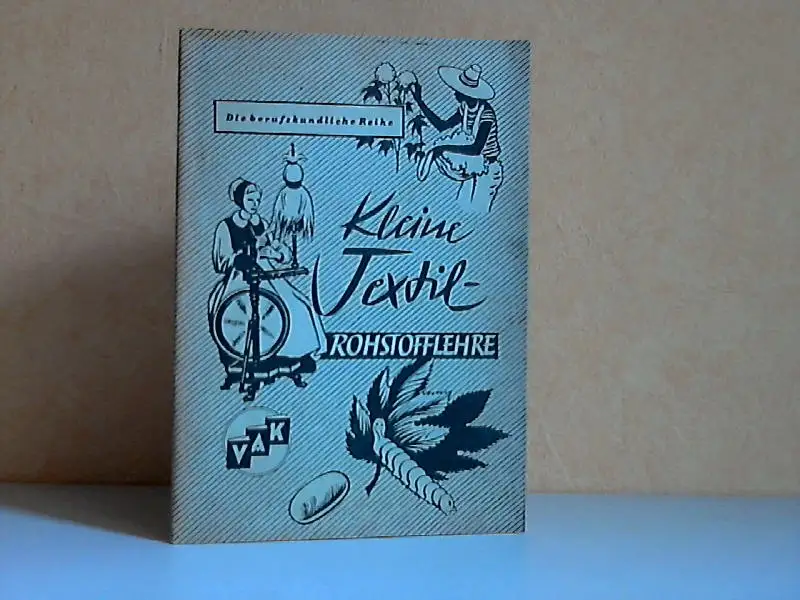 Die berufskundliche Reihe
Kleine
Textil-
ROHSTOFFLEHRE
VAK